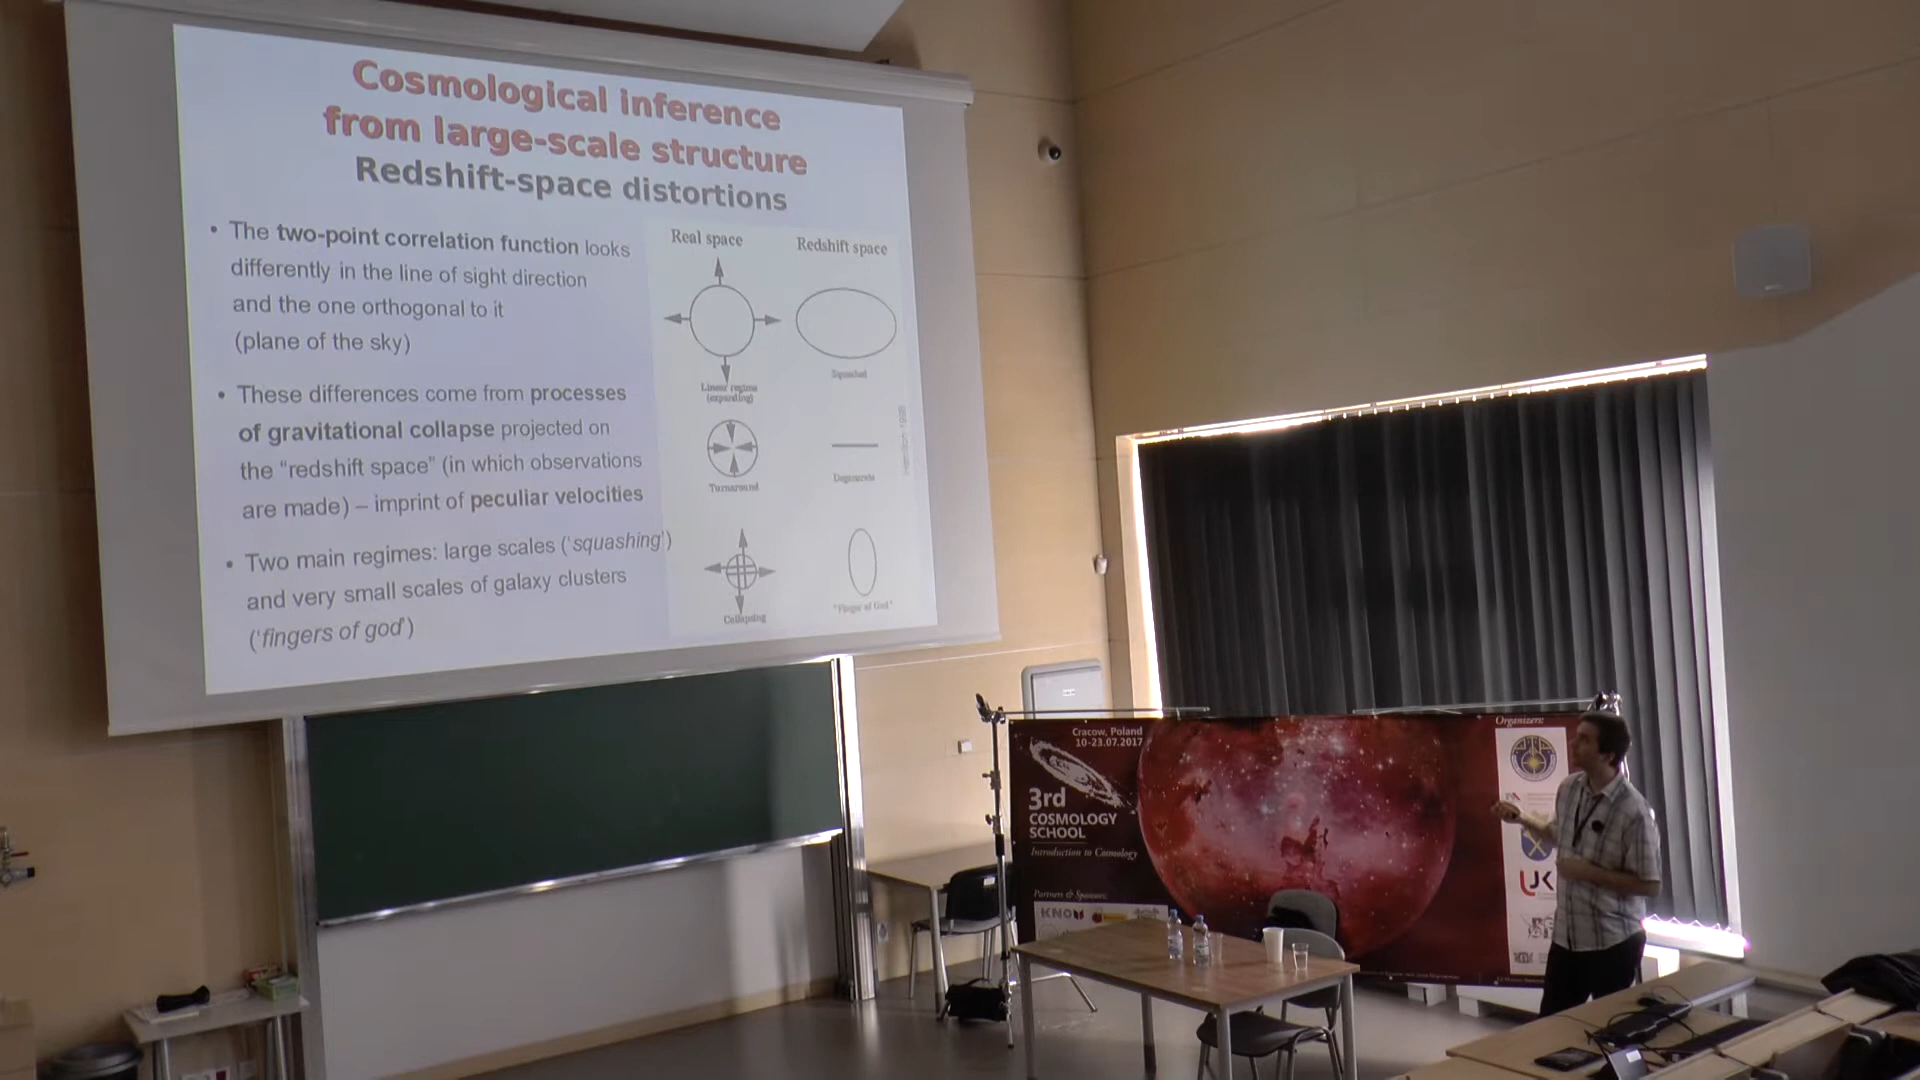 Cosmological inference
from large-scale structure
Redshift-space distortions
• The two-point correlation function looks
differently in the line of sight direction
and the one orthogonal to it
(plane of the sky)
• These differences come from processes
of gravitational collapse projected on
the “redshift space” (in which observations
are made) – imprint of peculiar velocities
• Two main regimes: large scales (‘squashing’)
and very small scales of galaxy clusters
(‘fingers of god’)
Real space
Redshift space
Linear regime
(expanding)
Squashed
Turnaround
Degenerate
Collapsing
"Finger of God"
Cracow, Poland
10-23.07.2017
3rd
COSMOLOGY
SCHOOL
Introduction to Cosmology
Partners & Sponsors:
KNOW
Organizers:
UJK